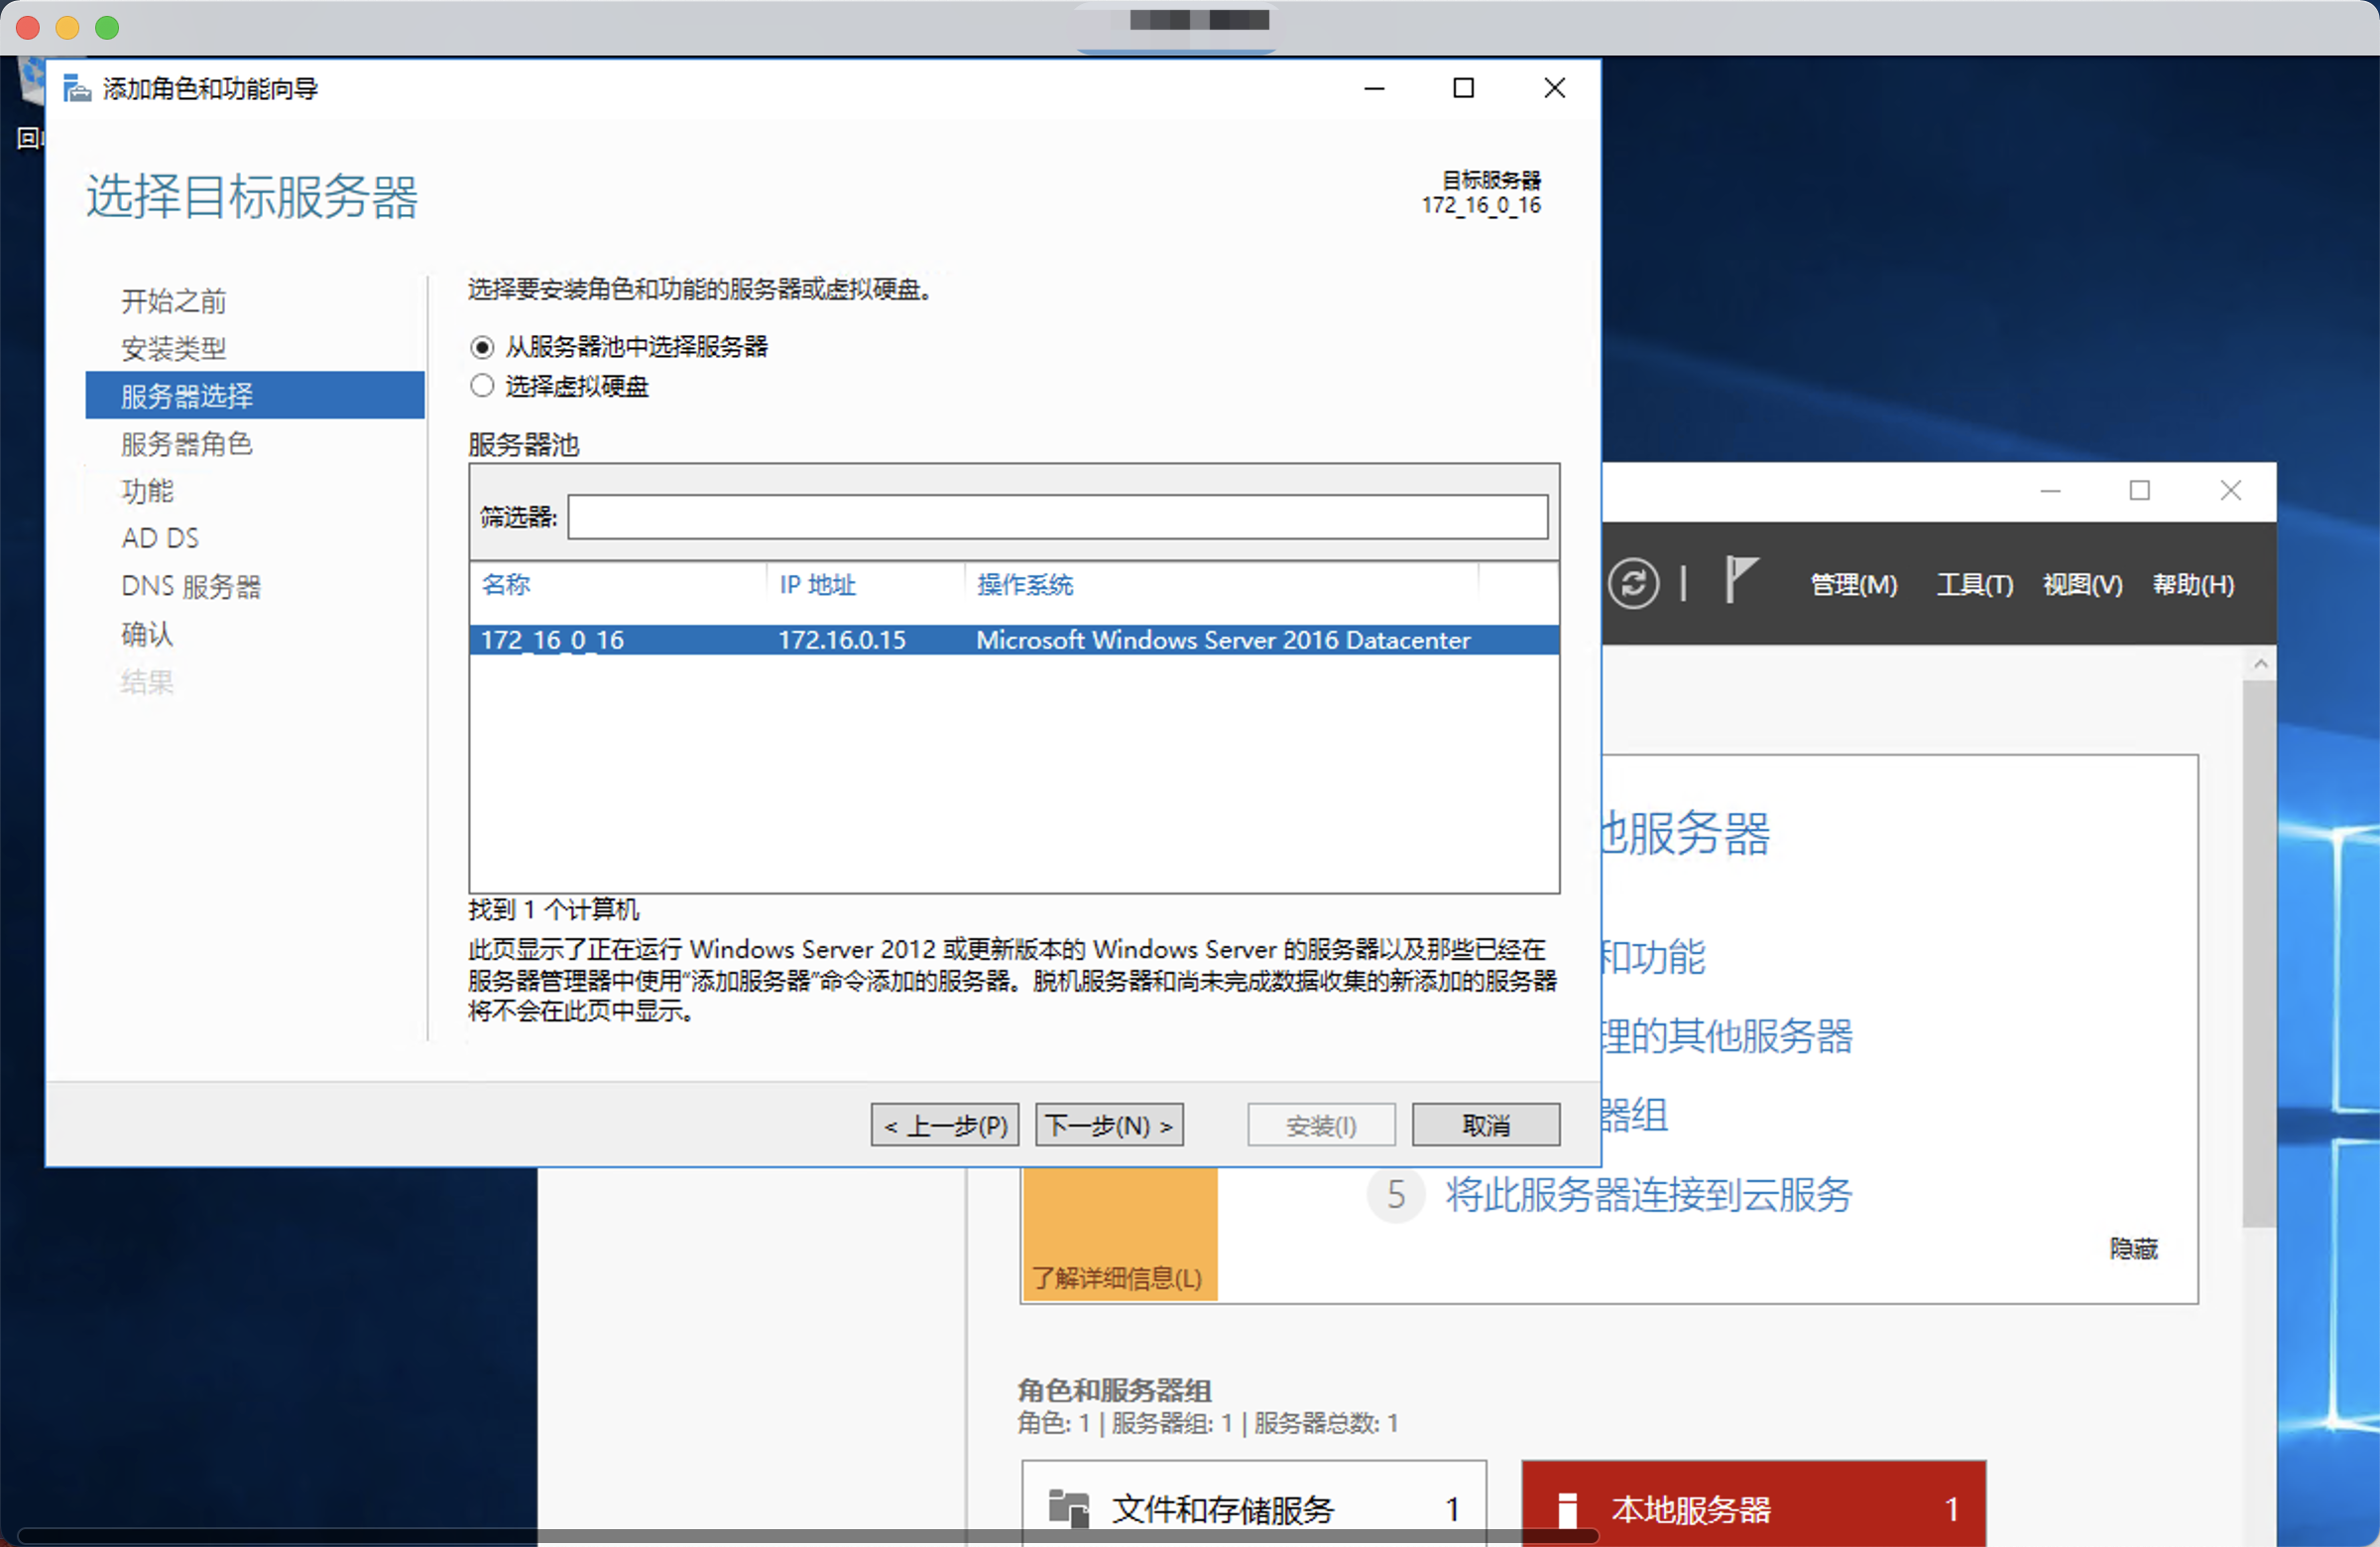 回
添加角色和功能向导
选择目标服务器
目标服务器
172_16_0_16
开始之前
安装类型
服务器选择
服务器角色
功能
AD DS
DNS 服务器
确认
结果
选择要安装角色和功能的服务器或虚拟硬盘。
从服务器池中选择服务器
选择虚拟硬盘
服务器池
筛选器:
名称 IP 地址 操作系统
172_16_0_16 172.16.0.15 Microsoft Windows Server 2016 Datacenter
找到 1 个计算机
此页显示了正在运行 Windows Server 2012 或更新版本的 Windows Server 的服务器以及那些已经在
服务器管理器中使用"添加服务器"命令添加的服务器。脱机服务器和尚未完成数据收集的新添加的服务器
将不会在此页中显示。
< 上一步(P) 下一步(N) > 安装(I) 取消
管理(M) 工具(T) 视图(V) 帮助(H)
服务器
和功能
理的其他服务器
器组
5 将此服务器连接到云服务
了解详细信息(L)
隐藏
角色和服务器组
角色: 1 | 服务器组: 1 | 服务器总数: 1
文件和存储服务 1
本地服务器 1